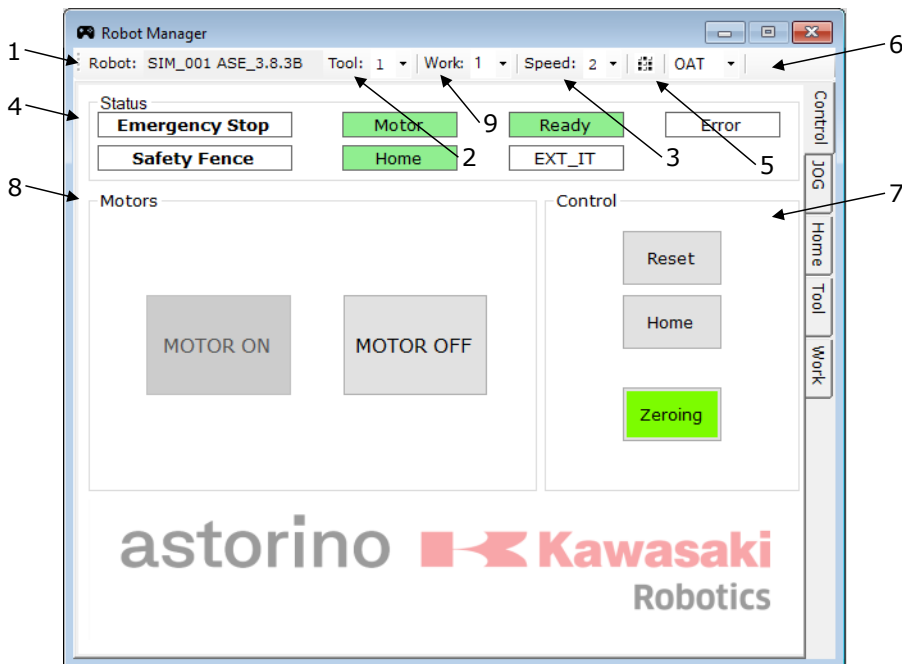 Robot Manager
1
Robot: SIM_001 ASE_3.8.3B Tool: 1 Work: 1 Speed: 2 OAT
6
4
Status
Emergency Stop Motor Ready Error
9
Safety Fence Home EXT_IT
2 3 5
Control
JOG
Home
Tool
Work
8
Motors Control
7
Reset
Home
MOTOR ON MOTOR OFF
Zeroing
astorino Kawasaki
Robotics